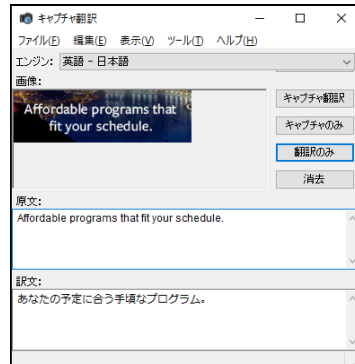 キャプチャ翻訳
ファイル(F) 編集(E) 表示(V) ツール(T) ヘルプ(H)
エンジン: 英語 - 日本語
画像:
Affordable programs that
fit your schedule.
キャプチャ翻訳
キャプチャのみ
翻訳のみ
消去
原文:
Affordable programs that fit your schedule.
訳文:
あなたの予定に合う手頃なプログラム。